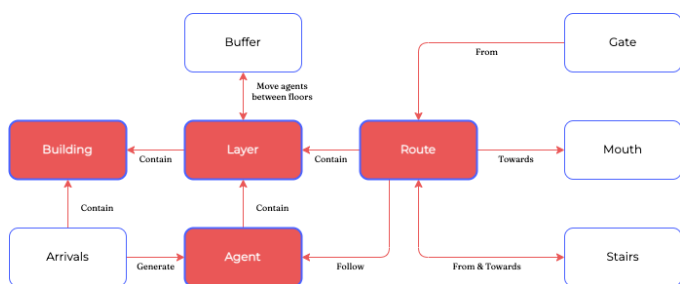 Buffer
Gate
From
Move agents
between floors
Building
Contain
Layer
Contain
Route
Towards
Mouth
Contain
Contain
Arrivals
Generate
Agent
Follow
From & Towards
Stairs